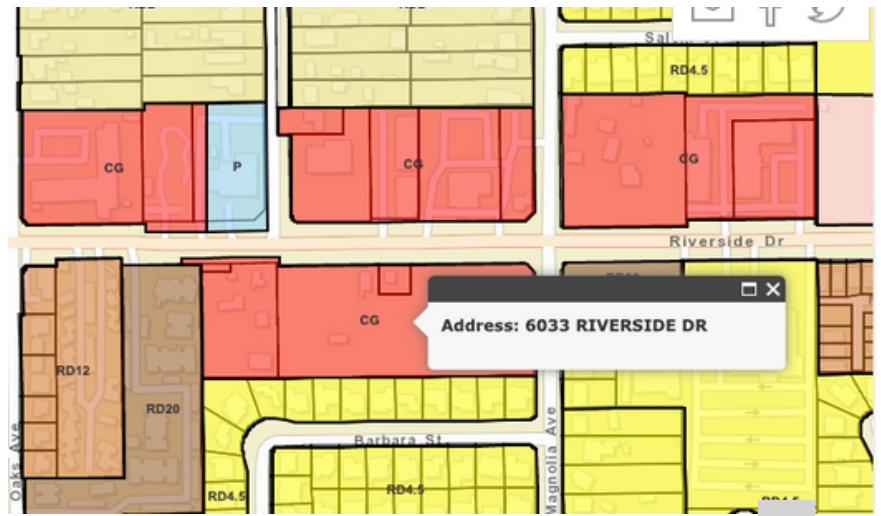 Sal
RD4.5
CG
P
CG
CG
Riverside Dr
Address: 6033 RIVERSIDE DR
CG
RD12
RD20
Barbara St
Oaks Ave
Magnolia Ave
RD4.5
RD4.5